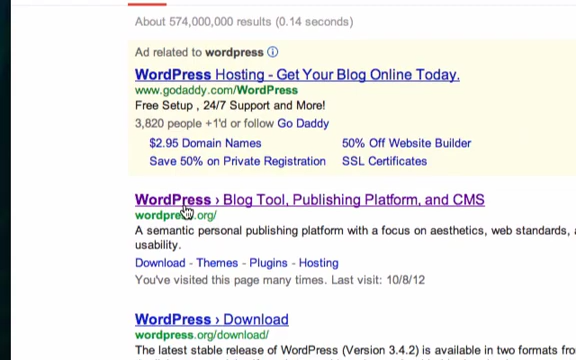 About 574,000,000 results (0.14 seconds)
Ad related to wordpress
WordPress Hosting - Get Your Blog Online Today.
www.godaddy.com/WordPress
Free Setup , 24/7 Support and More!
3,820 people +1'd or follow Go Daddy
$2.95 Domain Names 50% Off Website Builder
Save 50% on Private Registration SSL Certificates
WordPress › Blog Tool, Publishing Platform, and CMS
wordpress.org/
A semantic personal publishing platform with a focus on aesthetics, web standards,
usability.
Download - Themes - Plugins - Hosting
You've visited this page many times. Last visit: 10/8/12
WordPress › Download
wordpress.org/download/
The latest stable release of WordPress (Version 3.4.2) is available in two formats